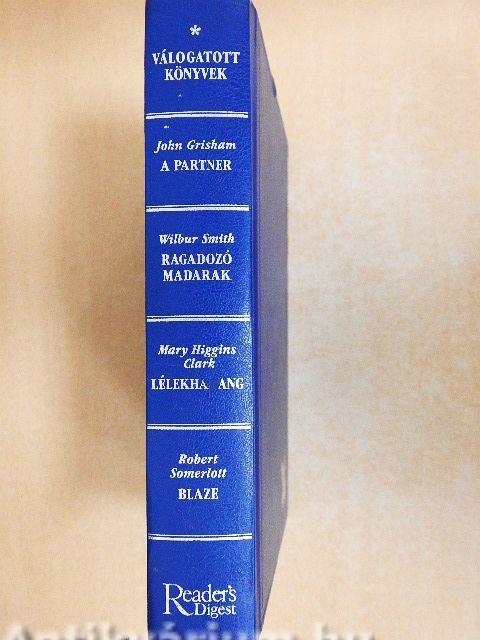 *
VÁLOGATOTT
KÖNYVEK
John Grisham
A PARTNER
Wilbur Smith
RAGADOZÓ
MADARAK
Mary Higgins
Clark
LÉLEKHA ANG
Robert
Somerlott
BLAZE
Reader's
Digest